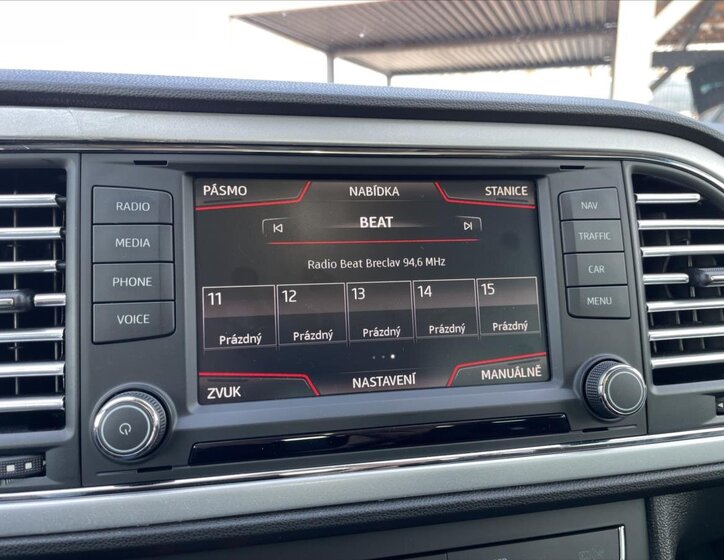 PÁSMO NABÍDKA STANICE
BEAT
Radio Beat Breclav 94,6 MHz
11 12 13 14 15
Prázdný Prázdný Prázdný Prázdný Prázdný
ZVUK NASTAVENÍ MANUÁLNĚ
RADIO
MEDIA
PHONE
VOICE
NAV
TRAFFIC
CAR
MENU